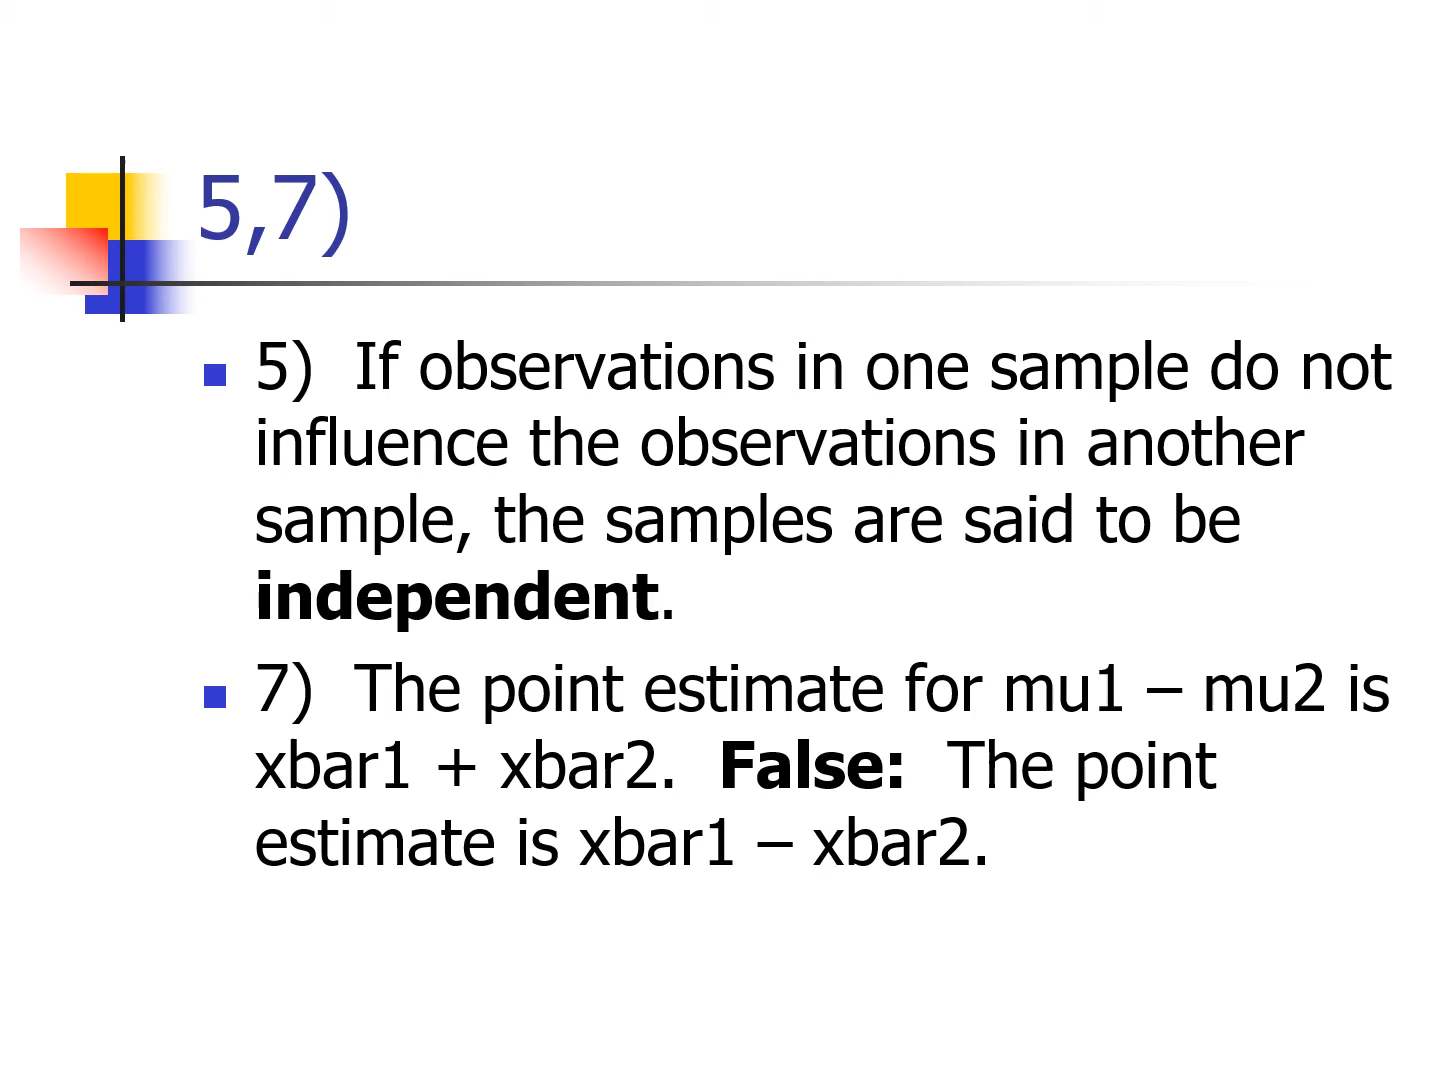 5,7)
5)  If observations in one sample do not
influence the observations in another
sample, the samples are said to be
independent.
7)  The point estimate for mu1 – mu2 is
xbar1 + xbar2.  False:  The point
estimate is xbar1 – xbar2.